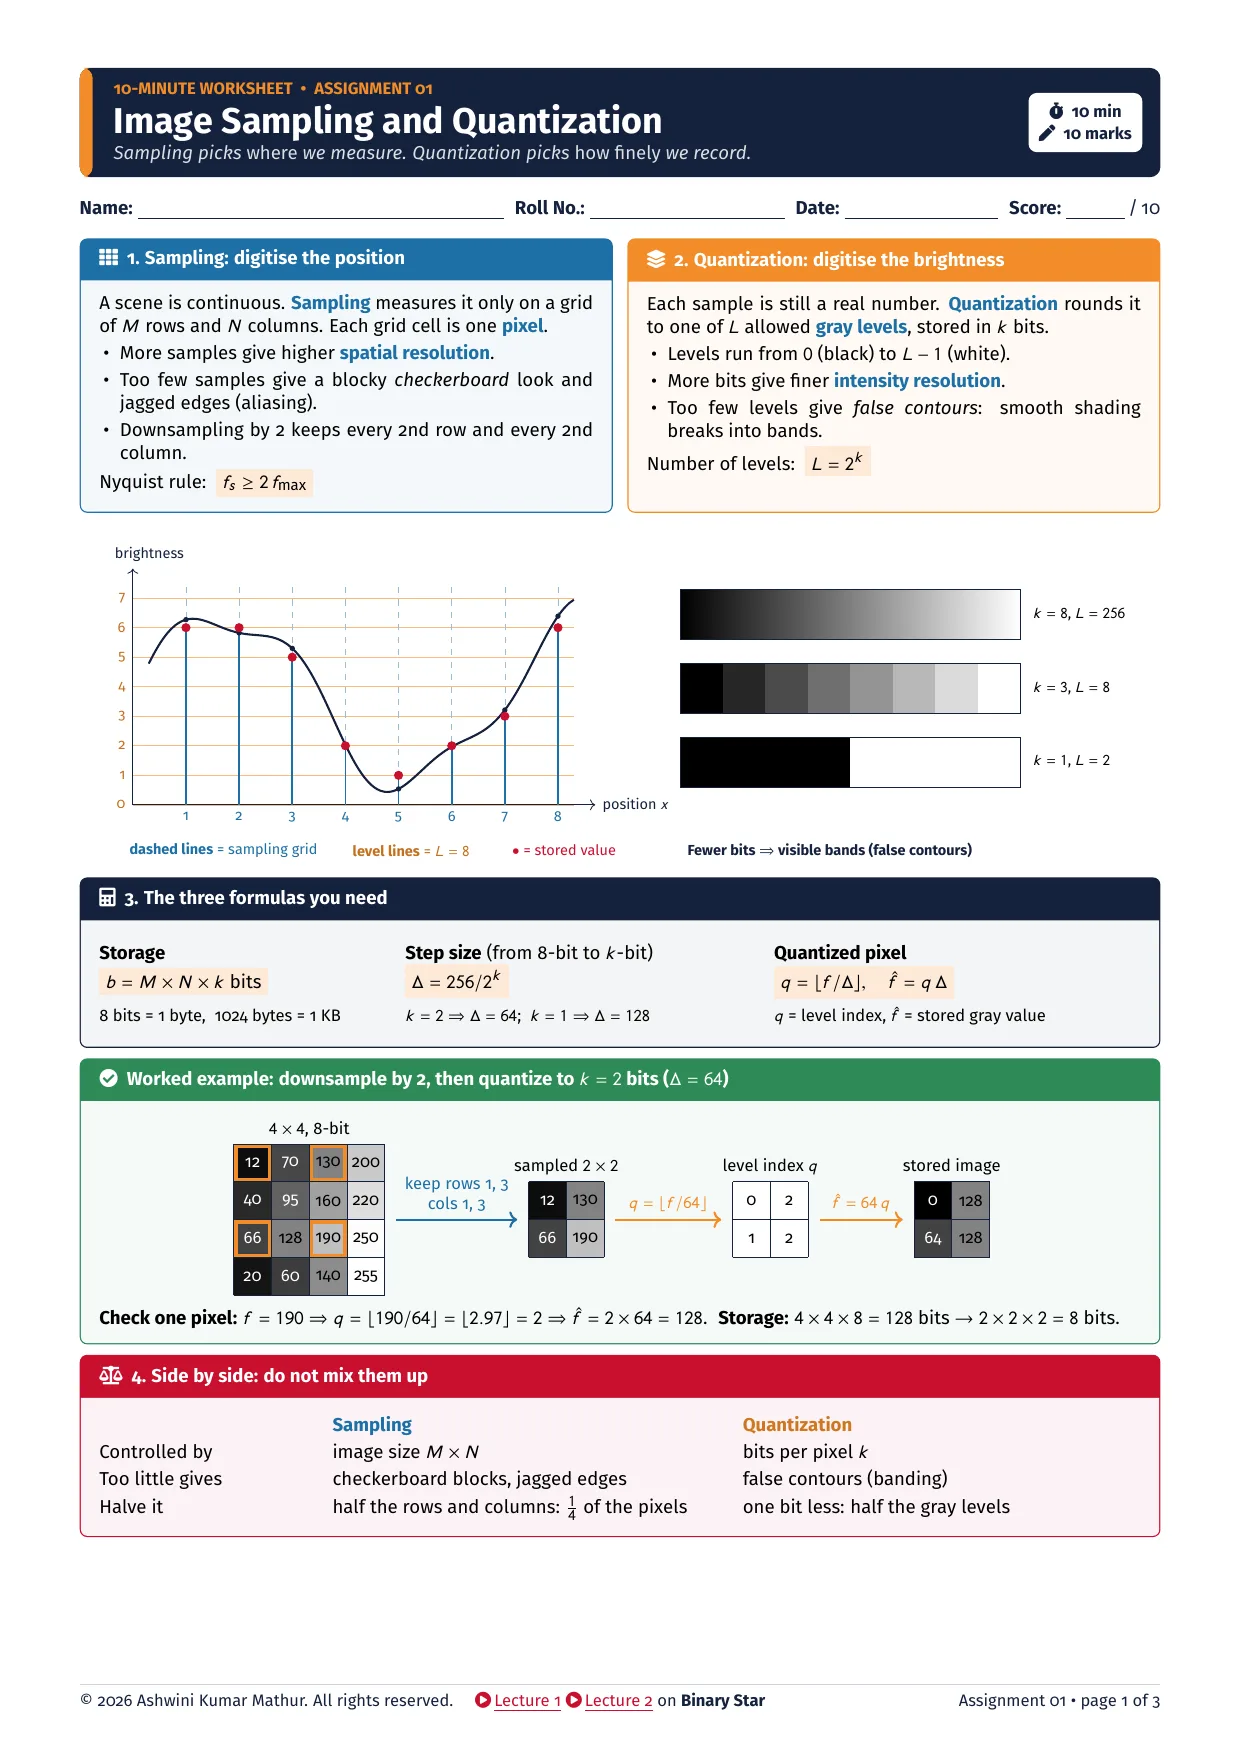 10-MINUTE WORKSHEET • ASSIGNMENT 01
Image Sampling and Quantization
Sampling picks where we measure. Quantization picks how finely we record.
10 min
10 marks
Name: Roll No.: Date: Score: / 10
1. Sampling: digitise the position
A scene is continuous. Sampling measures it only on a grid
of M rows and N columns. Each grid cell is one pixel.
• More samples give higher spatial resolution.
• Too few samples give a blocky checkerboard look and
jagged edges (aliasing).
• Downsampling by 2 keeps every 2nd row and every 2nd
column.
Nyquist rule: fₛ ≥ 2 f_max
2. Quantization: digitise the brightness
Each sample is still a real number. Quantization rounds it
to one of L allowed gray levels, stored in k bits.
• Levels run from 0 (black) to L − 1 (white).
• More bits give finer intensity resolution.
• Too few levels give false contours: smooth shading
breaks into bands.
Number of levels: L = 2^k
brightness
7
6
5
4
3
2
1
0
1 2 3 4 5 6 7 8
position x
dashed lines = sampling grid level lines = L = 8 • = stored value
k = 8, L = 256
k = 3, L = 8
k = 1, L = 2
Fewer bits ⇒ visible bands (false contours)
3. The three formulas you need
Storage
b = M × N × k bits
8 bits = 1 byte, 1024 bytes = 1 KB
Step size (from 8-bit to k-bit)
Δ = 256/2^k
k = 2 ⇒ Δ = 64; k = 1 ⇒ Δ = 128
Quantized pixel
q = ⌊f/Δ⌋, f̂ = q Δ
q = level index, f̂ = stored gray value
Worked example: downsample by 2, then quantize to k = 2 bits (Δ = 64)
4 × 4, 8-bit
12 70 130 200
40 95 160 220
66 128 190 250
20 60 140 255
keep rows 1, 3
cols 1, 3
sampled 2 × 2
12 130
66 190
q = ⌊f/64⌋
level index q
0 2
1 2
f̂ = 64 q
stored image
0 128
64 128
Check one pixel: f = 190 ⇒ q = ⌊190/64⌋ = ⌊2.97⌋ = 2 ⇒ f̂ = 2 × 64 = 128. Storage: 4 × 4 × 8 = 128 bits → 2 × 2 × 2 = 8 bits.
4. Side by side: do not mix them up
Sampling Quantization
Controlled by image size M × N bits per pixel k
Too little gives checkerboard blocks, jagged edges false contours (banding)
Halve it half the rows and columns: 1/4 of the pixels one bit less: half the gray levels
© 2026 Ashwini Kumar Mathur. All rights reserved. Lecture 1 Lecture 2 on Binary Star Assignment 01 • page 1 of 3